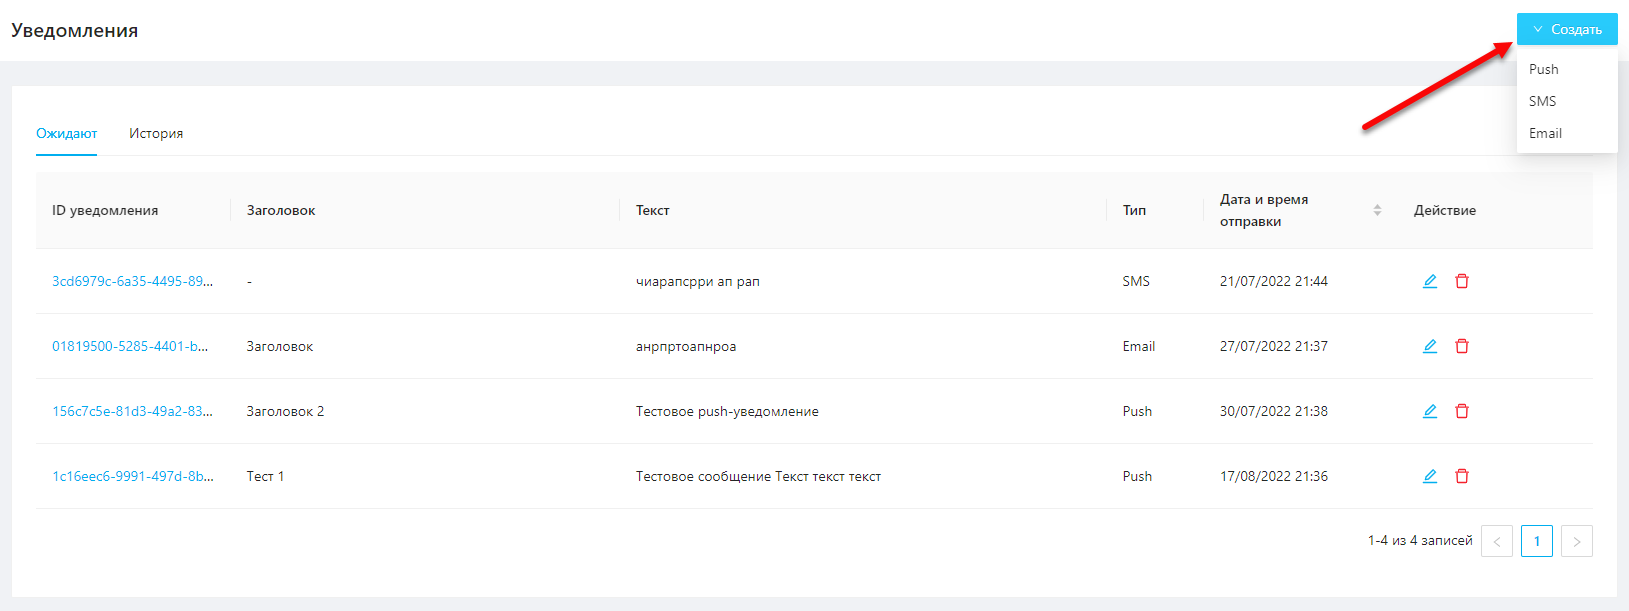 Уведомления
Создать
Push
SMS
Email
Ожидают История
ID уведомления Заголовок Текст Тип Дата и время отправки Действие
3cd6979c-6a35-4495-89... - чиарапсрри ап рап SMS 21/07/2022 21:44
01819500-5285-4401-b... Заголовок анрпртоапнроа Email 27/07/2022 21:37
156c7c5e-81d3-49a2-83... Заголовок 2 Тестовое push-уведомление Push 30/07/2022 21:38
1c16eec6-9991-497d-8b... Тест 1 Тестовое сообщение Текст текст текст Push 17/08/2022 21:36
1-4 из 4 записей < 1 >